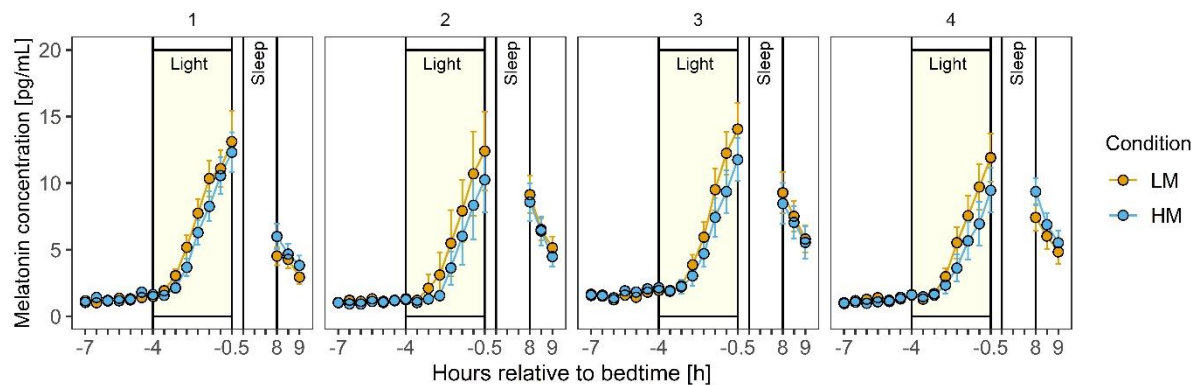 1 2 3 4
Melatonin concentration [pg/mL]
20
15
10
5
0
Light Sleep Light Sleep Light Sleep Light Sleep
-7 -4 -0.5 8 9 -7 -4 -0.5 8 9 -7 -4 -0.5 8 9 -7 -4 -0.5 8 9
Hours relative to bedtime [h]
Condition
LM
HM